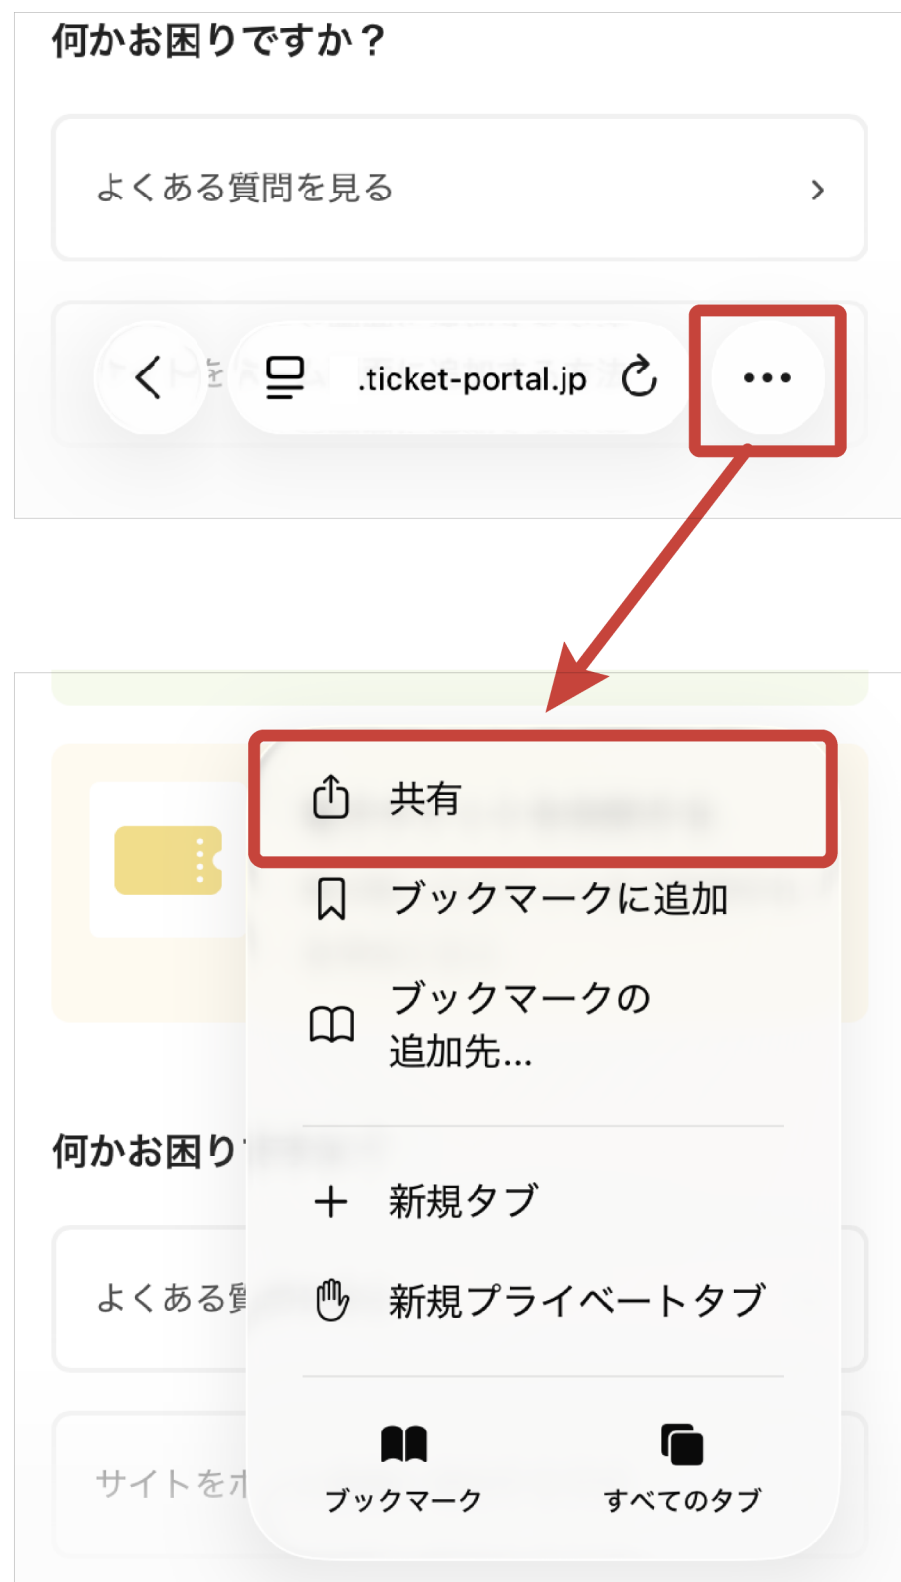 何かお困りですか？
よくある質問を見る
.ticket-portal.jp
共有
ブックマークに追加
ブックマークの
追加先...
何かお困り
新規タブ
よくある質
新規プライベートタブ
サイトをホ
ブックマーク
すべてのタブ